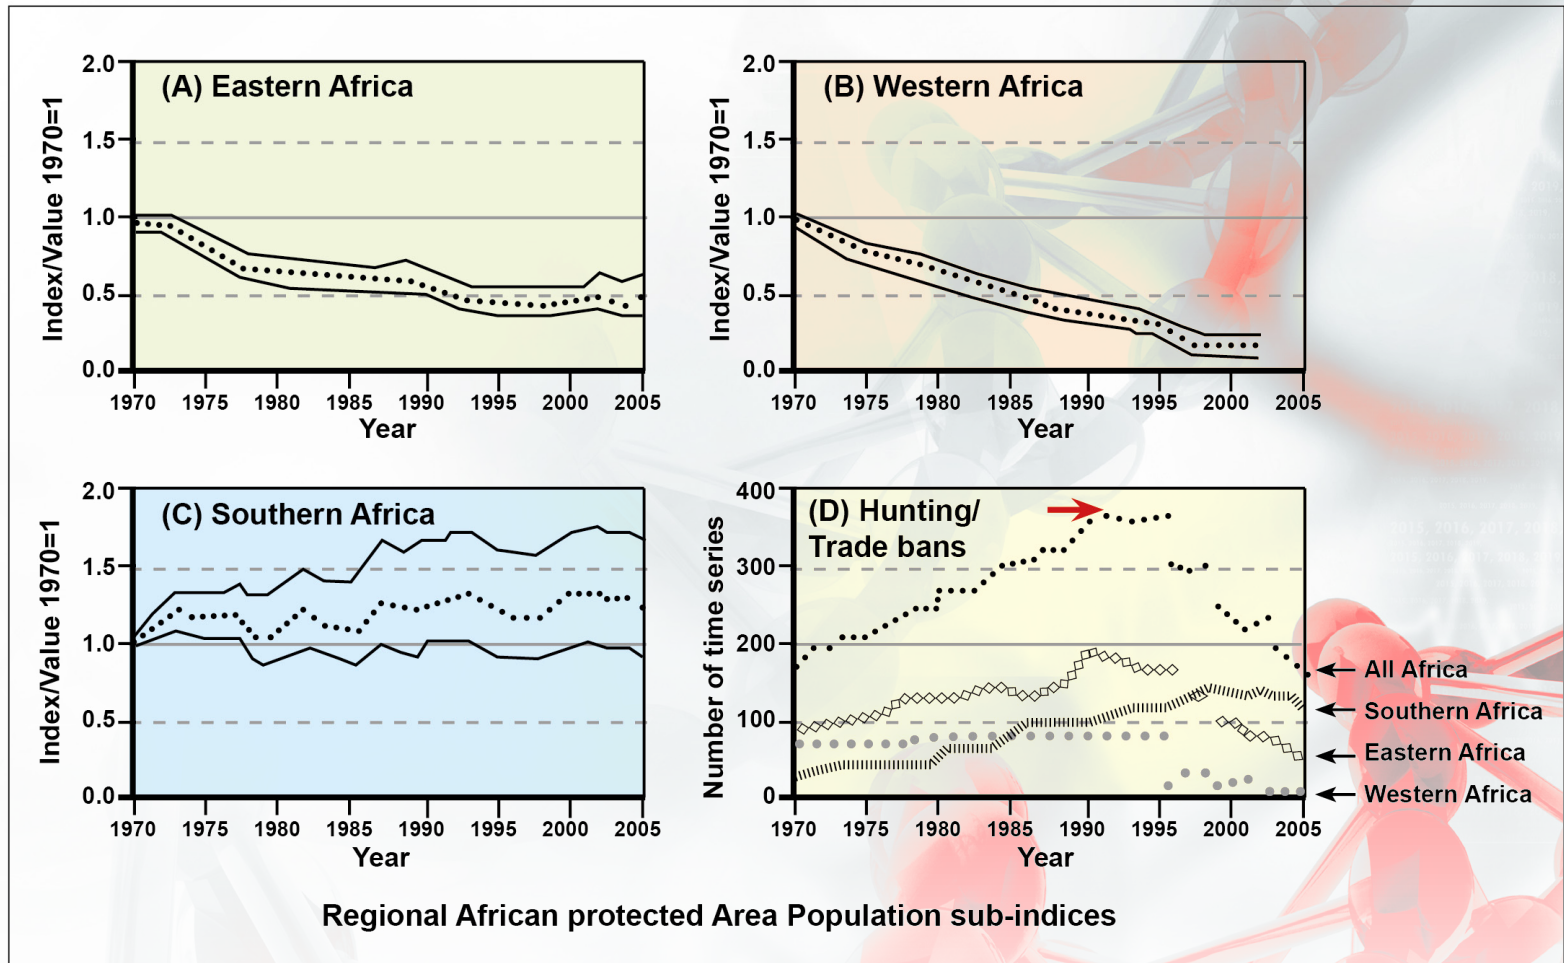 (A) Eastern Africa
Index/Value 1970=1
2.0
1.5
1.0
0.5
0.0
1970 1975 1980 1985 1990 1995 2000 2005
Year
(B) Western Africa
Index/Value 1970=1
2.0
1.5
1.0
0.5
0.0
1970 1975 1980 1985 1990 1995 2000 2005
Year
(C) Southern Africa
Index/Value 1970=1
2.0
1.5
1.0
0.5
0.0
1970 1975 1980 1985 1990 1995 2000 2005
Year
(D) Hunting/
Trade bans
Number of time series
400
300
200
100
0
1970 1975 1980 1985 1990 1995 2000 2005
Year
All Africa
Southern Africa
Eastern Africa
Western Africa
Regional African protected Area Population sub-indices